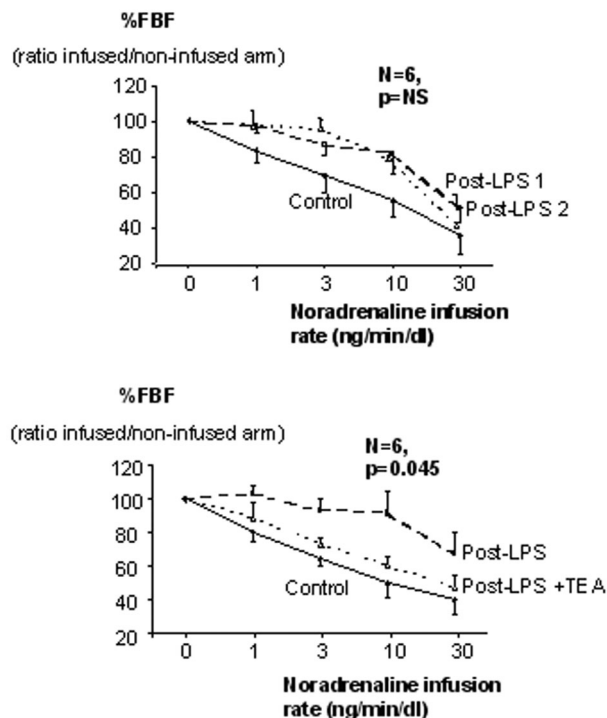 %FBF
(ratio infused/non-infused arm)
N=6,
p=NS
120
100
80
60
40
20
Control
Post-LPS 1
Post-LPS 2
0 1 3 10 30
Noradrenaline infusion
rate (ng/min/dl)
%FBF
(ratio infused/non-infused arm)
N=6,
p=0.045
120
100
80
60
40
20
Control
Post-LPS
Post-LPS +TEA
0 1 3 10 30
Noradrenaline infusion
rate (ng/min/dl)